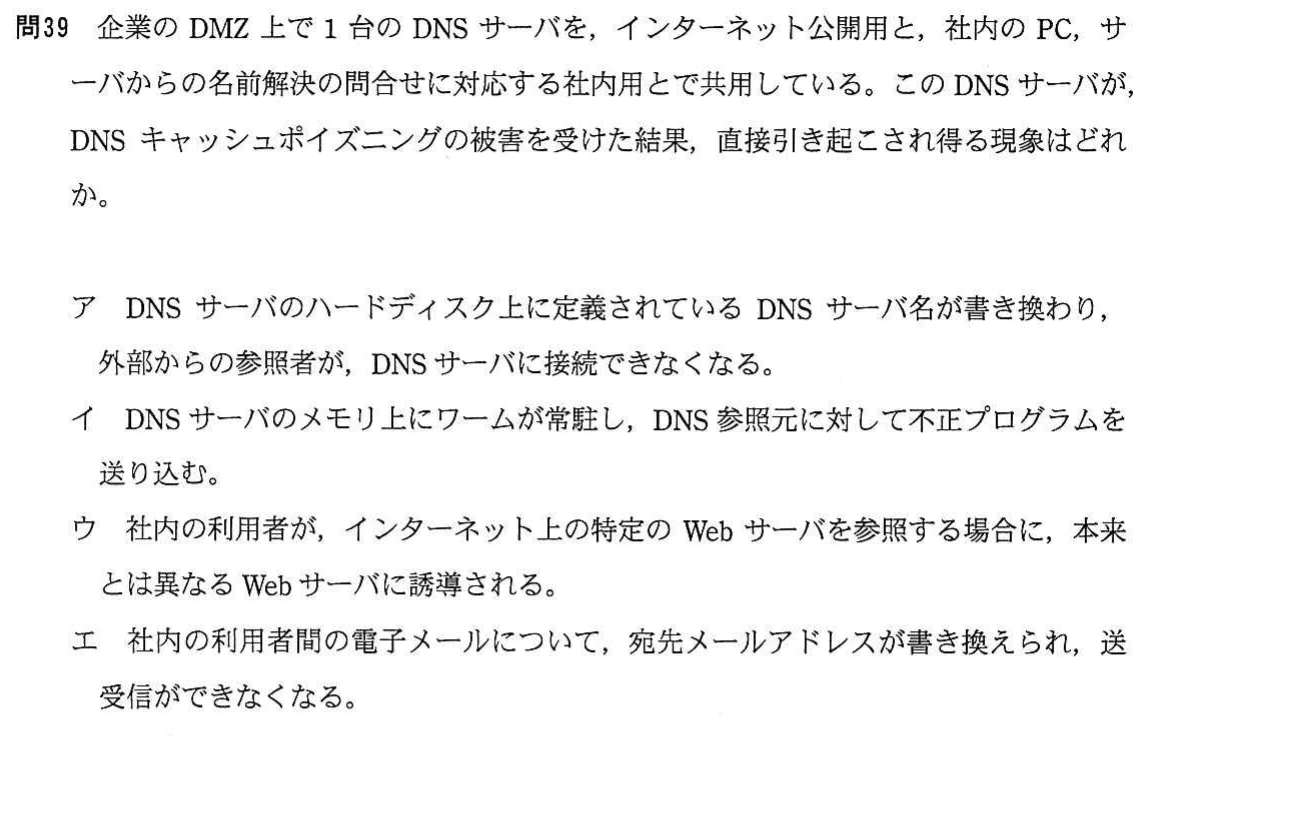 問39 企業の DMZ 上で 1 台の DNS サーバを，インターネット公開用と，社内の PC，サ
ーバからの名前解決の問合せに対応する社内用とで共用している。この DNS サーバが，
DNS キャッシュポイズニングの被害を受けた結果，直接引き起こされ得る現象はどれ
か。
ア DNS サーバのハードディスク上に定義されている DNS サーバ名が書き換わり，
外部からの参照者が，DNS サーバに接続できなくなる。
イ DNS サーバのメモリ上にワームが常駐し，DNS 参照元に対して不正プログラムを
送り込む。
ウ 社内の利用者が，インターネット上の特定の Web サーバを参照する場合に，本来
とは異なる Web サーバに誘導される。
エ 社内の利用者間の電子メールについて，宛先メールアドレスが書き換えられ，送
受信ができなくなる。